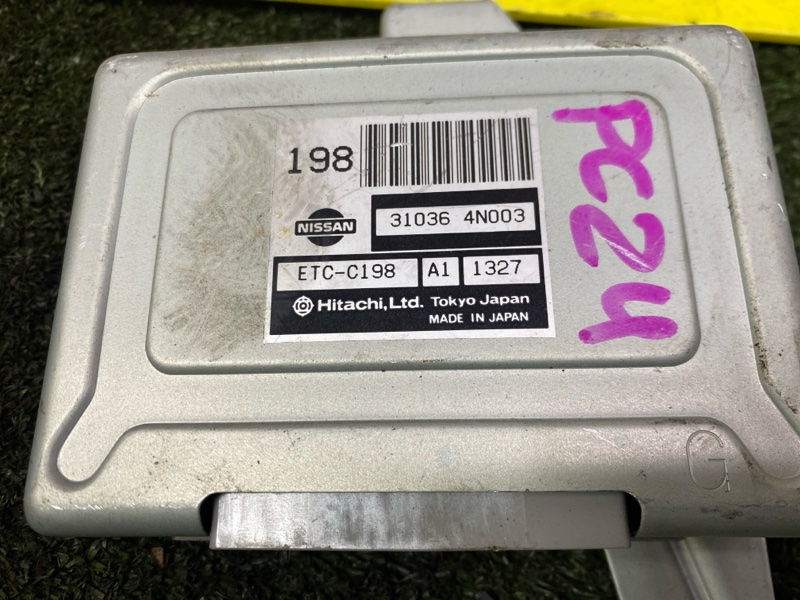 198
NISSAN
31036 4N003
ETC-C198 A1 1327
Hitachi, Ltd. Tokyo Japan
MADE IN JAPAN
PC24
G